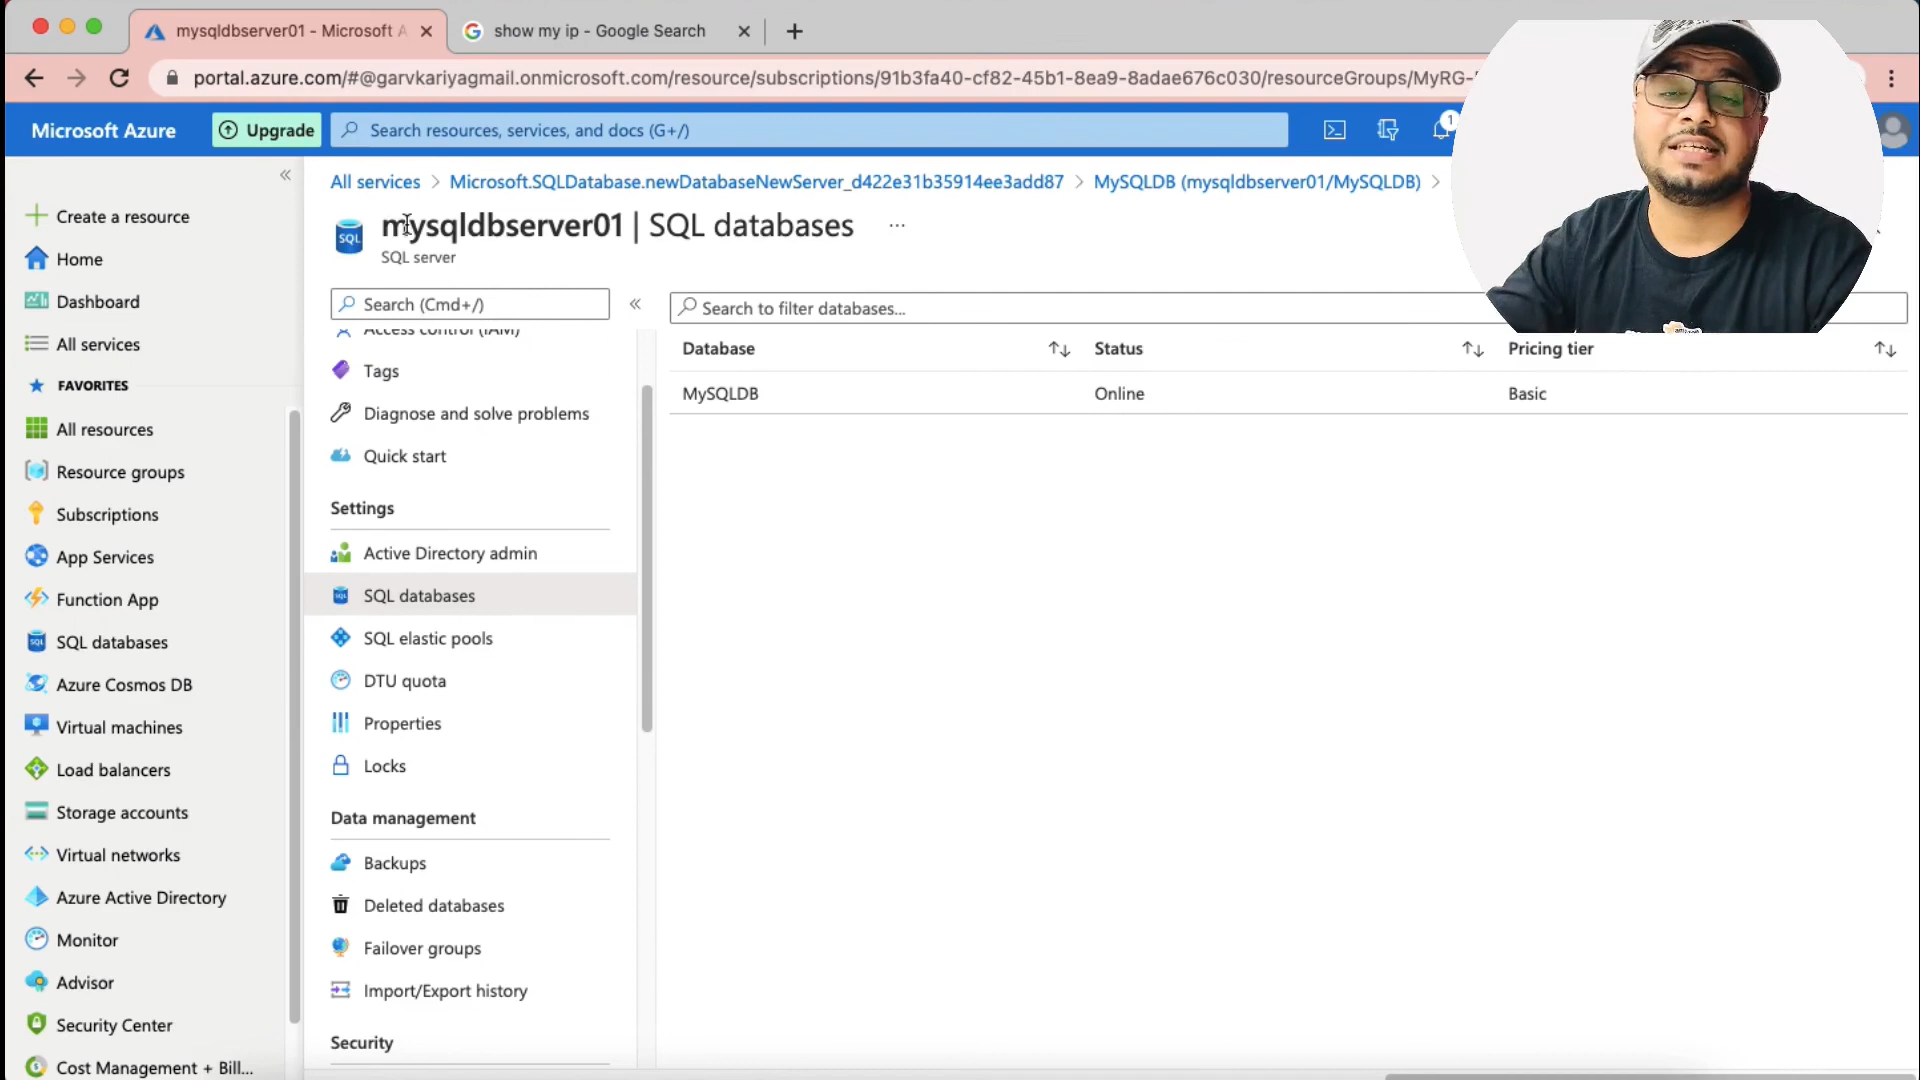 mysqldbserver01 - Microsoft A
show my ip - Google Search
portal.azure.com/#@garvkariyagmail.onmicrosoft.com/resource/subscriptions/91b3fa40-cf82-45b1-8ea9-8adae676c030/resourceGroups/MyRG-
Microsoft Azure
Upgrade
Search resources, services, and docs (G+/)
1
«
Create a resource
Home
Dashboard
All services
FAVORITES
All resources
Resource groups
Subscriptions
App Services
Function App
SQL databases
Azure Cosmos DB
Virtual machines
Load balancers
Storage accounts
Virtual networks
Azure Active Directory
Monitor
Advisor
Security Center
Cost Management + Bill...
All services > Microsoft.SQLDatabase.newDatabaseNewServer_d422e31b35914ee3add87 > MySQLDB (mysqldbserver01/MySQLDB) >
SQL
mysqldbserver01 | SQL databases ...
SQL server
Search (Cmd+/)
«
Access control (IAM)
Tags
Diagnose and solve problems
Quick start
Settings
Active Directory admin
SQL databases
SQL elastic pools
DTU quota
Properties
Locks
Data management
Backups
Deleted databases
Failover groups
Import/Export history
Security
Search to filter databases...
Database Status Pricing tier
MySQLDB Online Basic